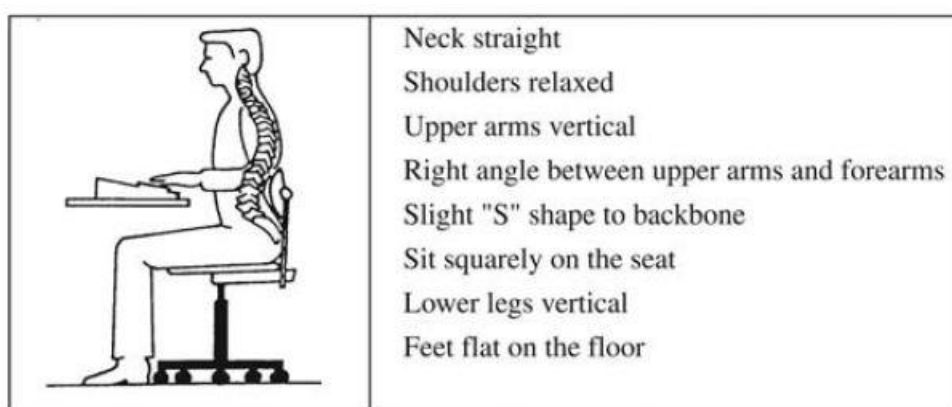 Neck straight
Shoulders relaxed
Upper arms vertical
Right angle between upper arms and forearms
Slight "S" shape to backbone
Sit squarely on the seat
Lower legs vertical
Feet flat on the floor